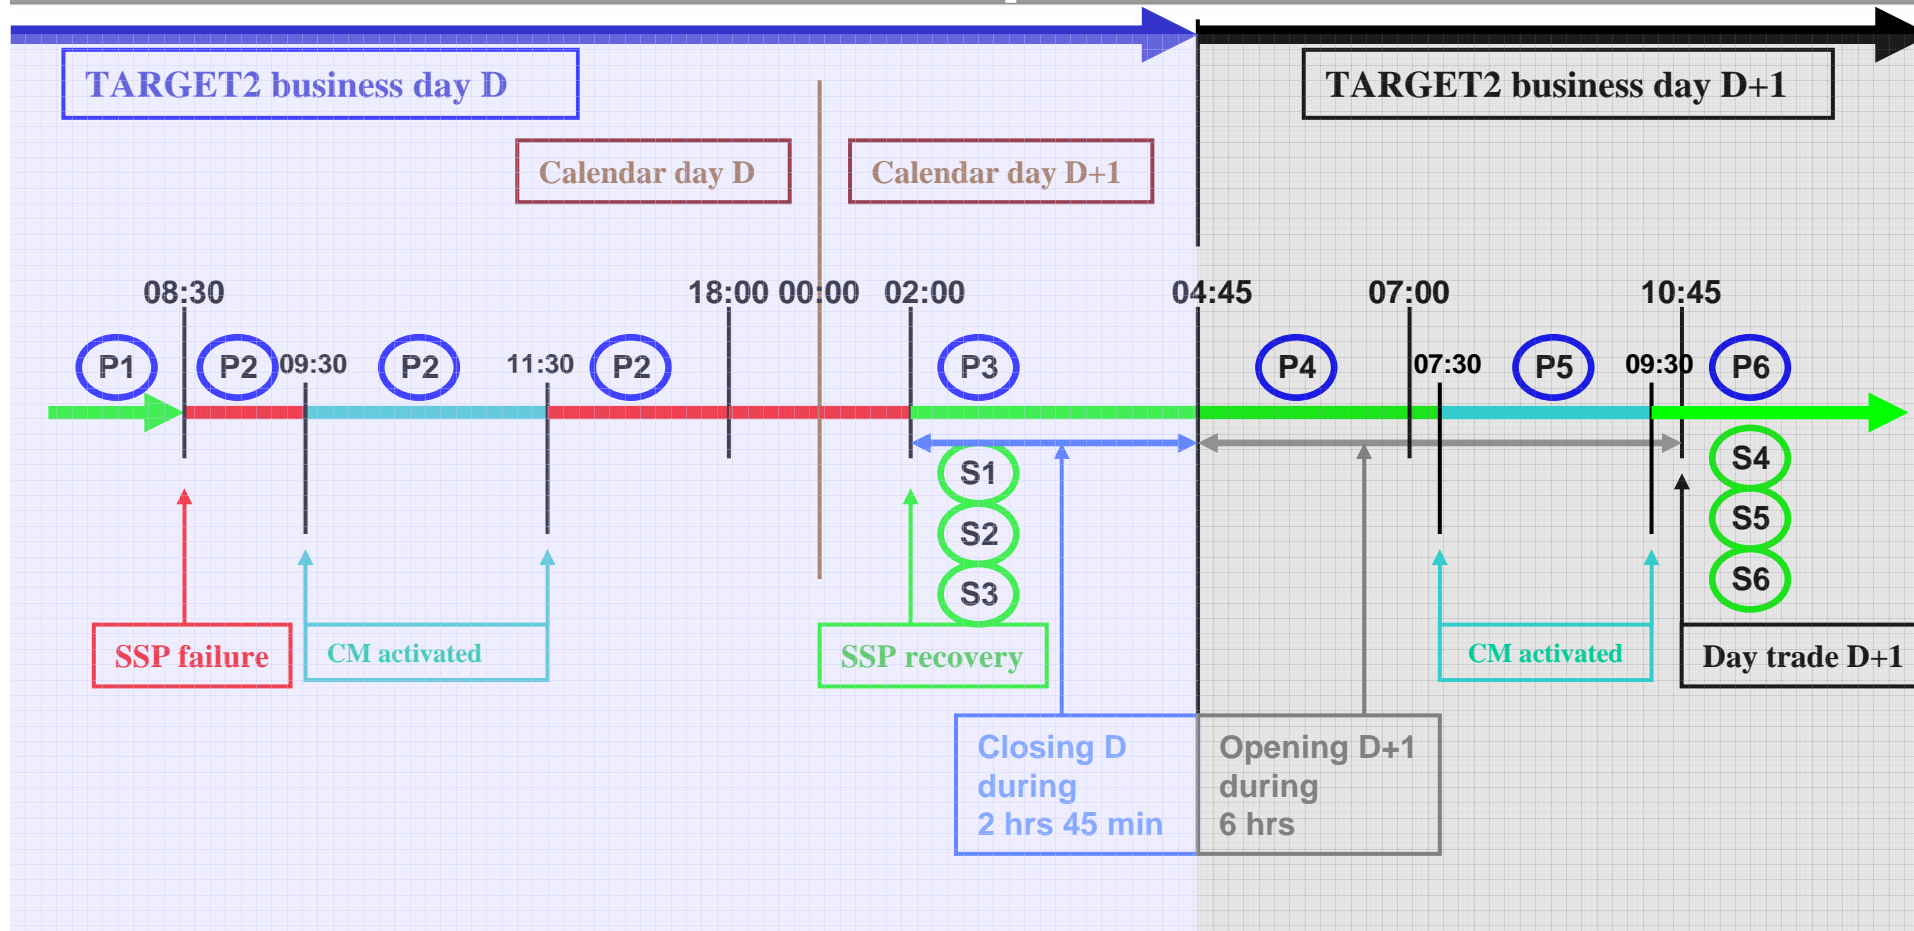 TARGET2 business day D
TARGET2 business day D+1
Calendar day D
Calendar day D+1
08:30
18:00
00:00
02:00
04:45
07:00
10:45
P1
P2
09:30
P2
11:30
P2
P3
P4
07:30
P5
09:30
P6
S1
S2
S3
S4
S5
S6
SSP failure
CM activated
SSP recovery
CM activated
Day trade D+1
Closing D
during
2 hrs 45 min
Opening D+1
during
6 hrs